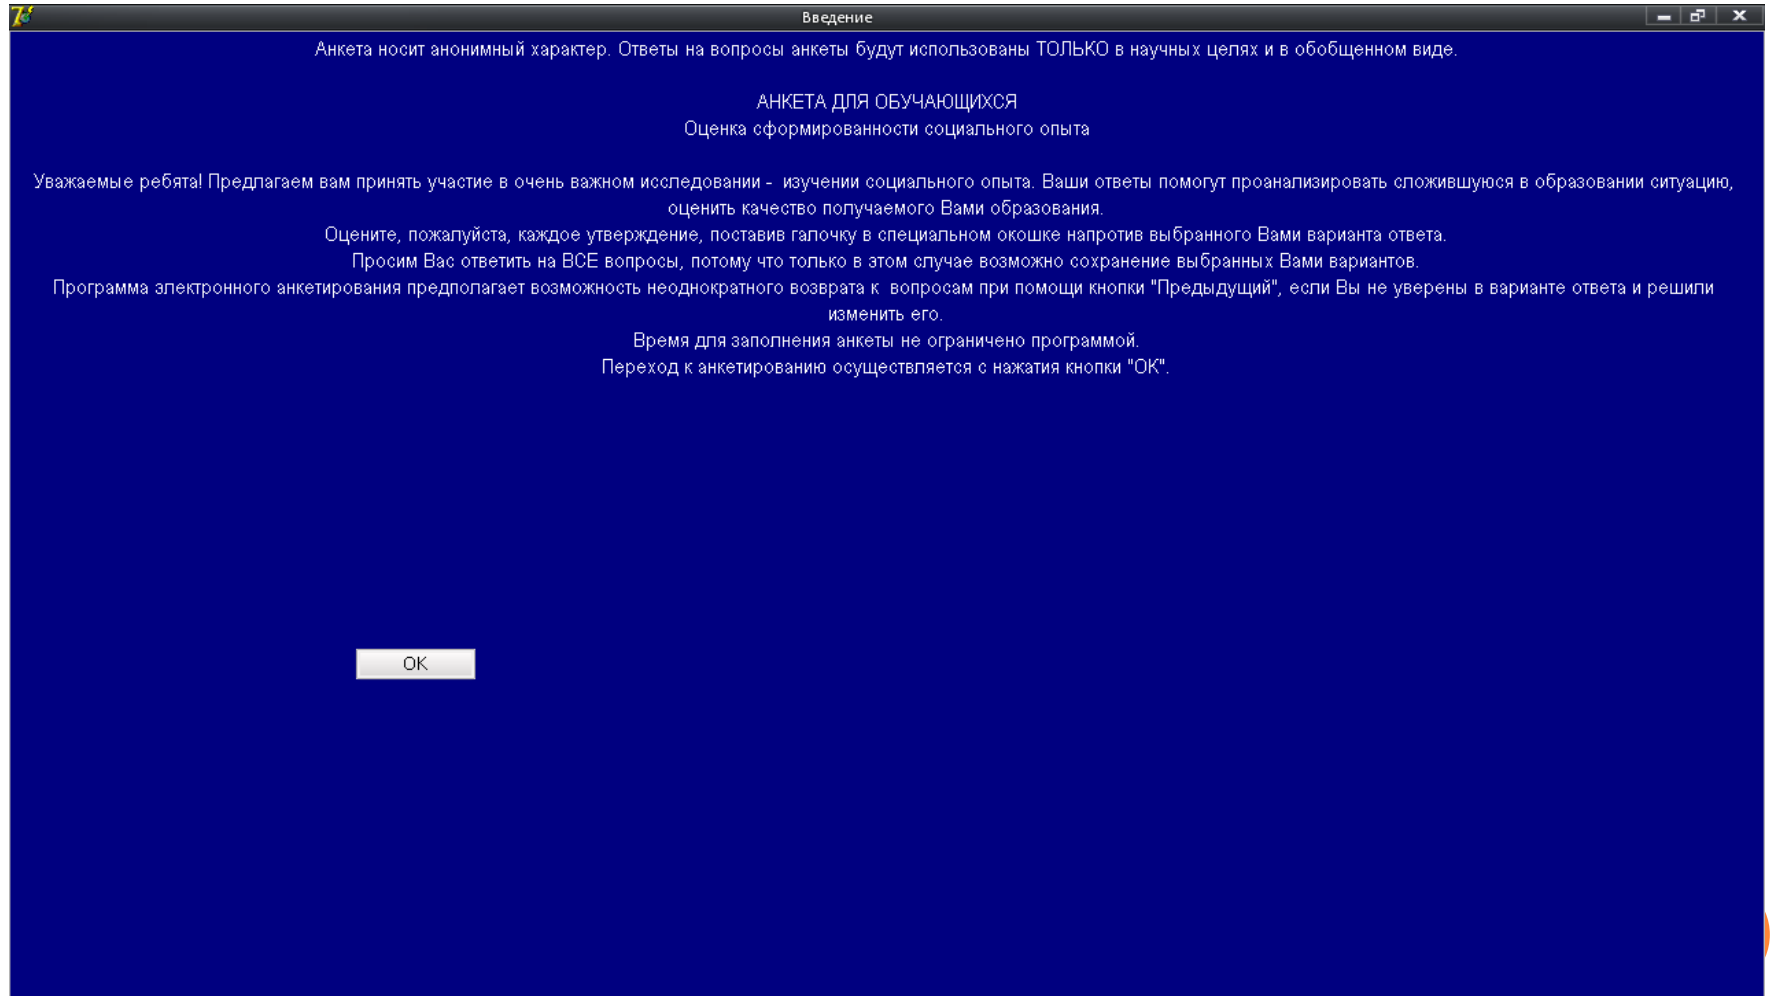 Введение
Анкета носит анонимный характер. Ответы на вопросы анкеты будут использованы ТОЛЬКО в научных целях и в обобщенном виде.
АНКЕТА ДЛЯ ОБУЧАЮЩИХСЯ
Оценка сформированности социального опыта
Уважаемые ребята! Предлагаем вам принять участие в очень важном исследовании - изучении социального опыта. Ваши ответы помогут проанализировать сложившуюся в образовании ситуацию,
оценить качество получаемого Вами образования.
Оцените, пожалуйста, каждое утверждение, поставив галочку в специальном окошке напротив выбранного Вами варианта ответа.
Просим Вас ответить на ВСЕ вопросы, потому что только в этом случае возможно сохранение выбранных Вами вариантов.
Программа электронного анкетирования предполагает возможность неоднократного возврата к вопросам при помощи кнопки "Предыдущий", если Вы не уверены в варианте ответа и решили
изменить его.
Время для заполнения анкеты не ограничено программой.
Переход к анкетированию осуществляется с нажатия кнопки "ОК".
OK